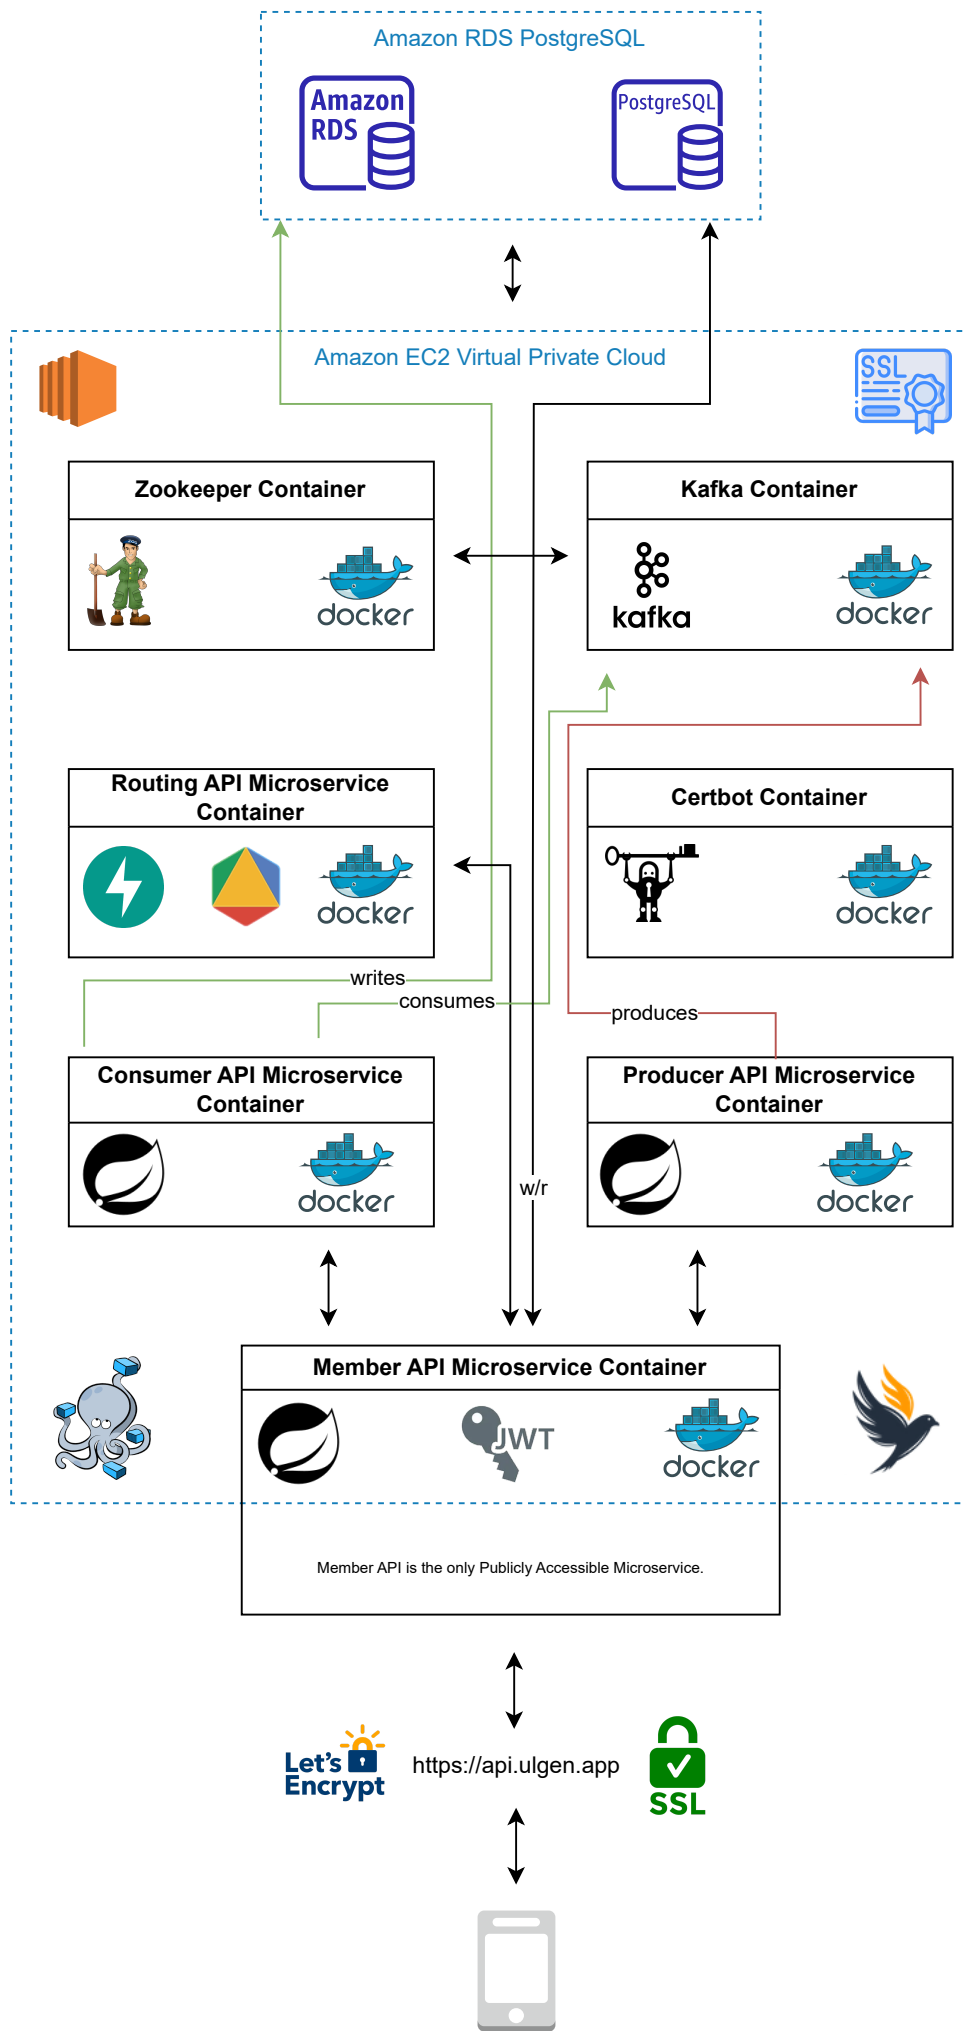 Amazon RDS PostgreSQL
Amazon
RDS
PostgreSQL
Amazon EC2 Virtual Private Cloud
SSL
Zookeeper Container
Kafka Container
ZOO
docker
kafka
docker
Routing API Microservice
Container
Certbot Container
docker
docker
writes
consumes
produces
Consumer API Microservice
Container
Producer API Microservice
Container
docker
docker
w/r
Member API Microservice Container
JWT
docker
Member API is the only Publicly Accessible Microservice.
Let's
Encrypt
https://api.ulgen.app
SSL